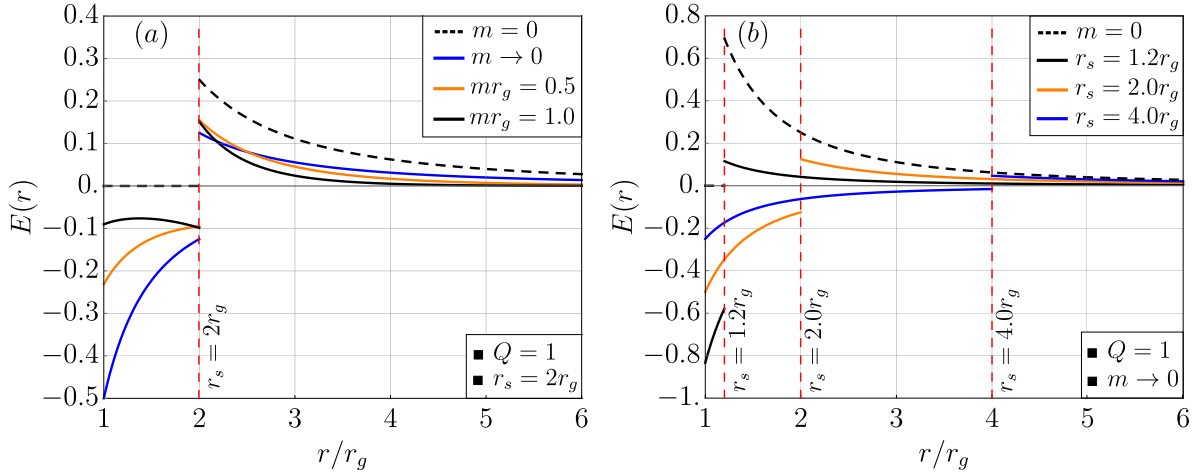 (a)
E(r)
0.4
0.3
0.2
0.1
0.
−0.1
−0.2
−0.3
−0.4
−0.5
m = 0
m → 0
mr_g = 0.5
mr_g = 1.0
r_s = 2r_g
Q = 1
r_s = 2r_g
1 2 3 4 5 6
r/r_g
(b)
E(r)
0.8
0.6
0.4
0.2
0.
−0.2
−0.4
−0.6
−0.8
−1.
m = 0
r_s = 1.2r_g
r_s = 2.0r_g
r_s = 4.0r_g
r_s = 1.2r_g
r_s = 2.0r_g
r_s = 4.0r_g
Q = 1
m → 0
1 2 3 4 5 6
r/r_g